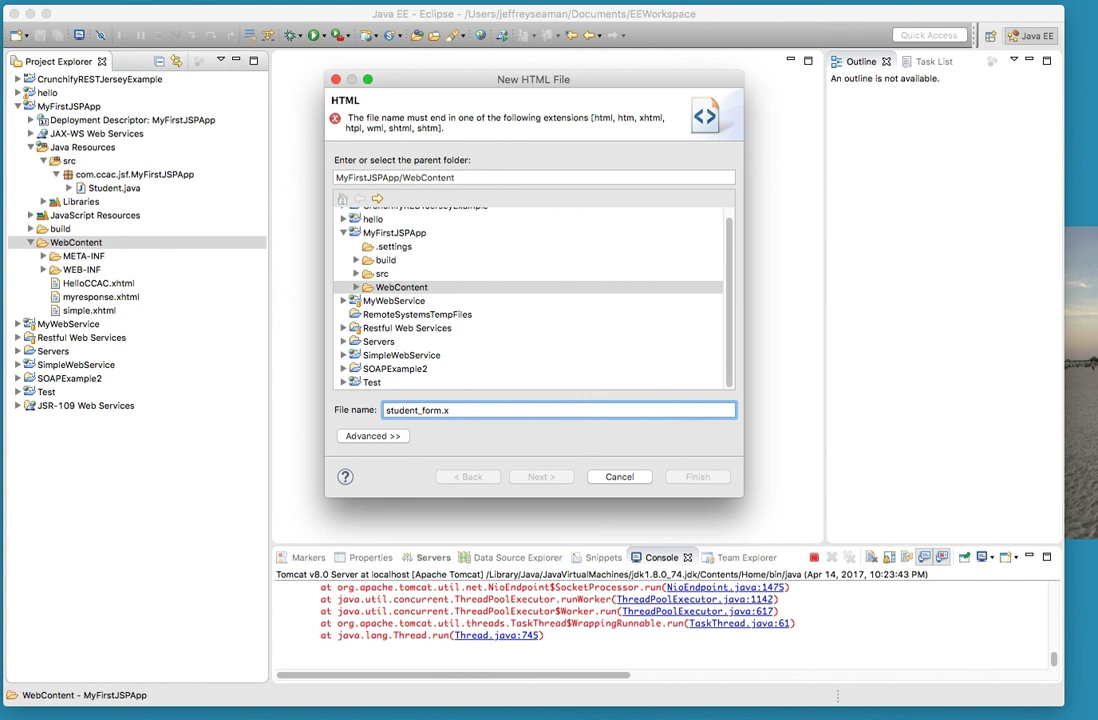 Java EE - Eclipse - /Users/jeffreyseaman/Documents/EEWorkspace
Quick Access
Java EE
Project Explorer
CrunchifyRESTJerseyExample
hello
MyFirstJSPApp
Deployment Descriptor: MyFirstJSPApp
JAX-WS Web Services
Java Resources
src
com.ccac.jsf.MyFirstJSPApp
Student.java
Libraries
JavaScript Resources
build
WebContent
META-INF
WEB-INF
HelloCCAC.xhtml
myresponse.xhtml
simple.xhtml
MyWebService
Restful Web Services
Servers
SimpleWebService
SOAPExample2
Test
JSR-109 Web Services
New HTML File
HTML
The file name must end in one of the following extensions [html, htm, xhtml,
htpl, wml, shtml, shtm].
Enter or select the parent folder:
MyFirstJSPApp/WebContent
CrunchifyRESTJerseyExample
hello
MyFirstJSPApp
.settings
build
src
WebContent
MyWebService
RemoteSystemsTempFiles
Restful Web Services
Servers
SimpleWebService
SOAPExample2
Test
File name: student_form.x
Advanced >>
? < Back Next > Cancel Finish
Outline Task List
An outline is not available.
Markers Properties Servers Data Source Explorer Snippets Console Team Explorer
Tomcat v8.0 Server at localhost [Apache Tomcat] /Library/Java/JavaVirtualMachines/jdk1.8.0_74.jdk/Contents/Home/bin/java (Apr 14, 2017, 10:23:43 PM)
at org.apache.tomcat.util.net.NioEndpoint$SocketProcessor.run(NioEndpoint.java:1475)
at java.util.concurrent.ThreadPoolExecutor.runWorker(ThreadPoolExecutor.java:1142)
at java.util.concurrent.ThreadPoolExecutor$Worker.run(ThreadPoolExecutor.java:617)
at org.apache.tomcat.util.threads.TaskThread$WrappingRunnable.run(TaskThread.java:61)
at java.lang.Thread.run(Thread.java:745)
WebContent - MyFirstJSPApp